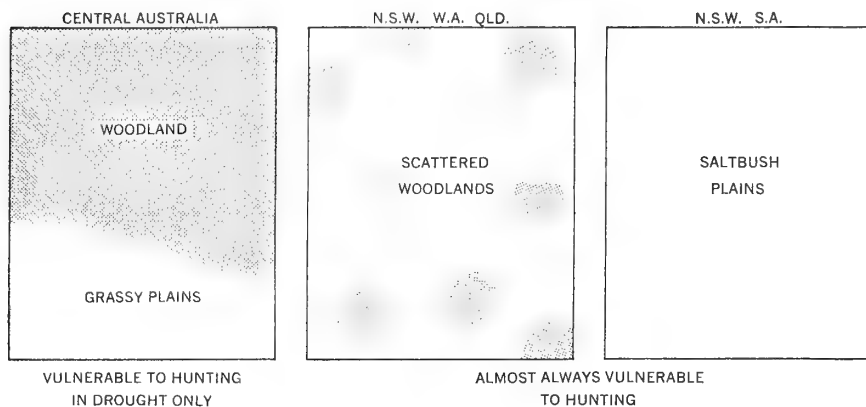 CENTRAL AUSTRALIA
WOODLAND
GRASSY PLAINS
VULNERABLE TO HUNTING
IN DROUGHT ONLY
N.S.W. W.A. QLD.
SCATTERED
WOODLANDS
N.S.W. S.A.
SALTBUSH
PLAINS
ALMOST ALWAYS VULNERABLE
TO HUNTING